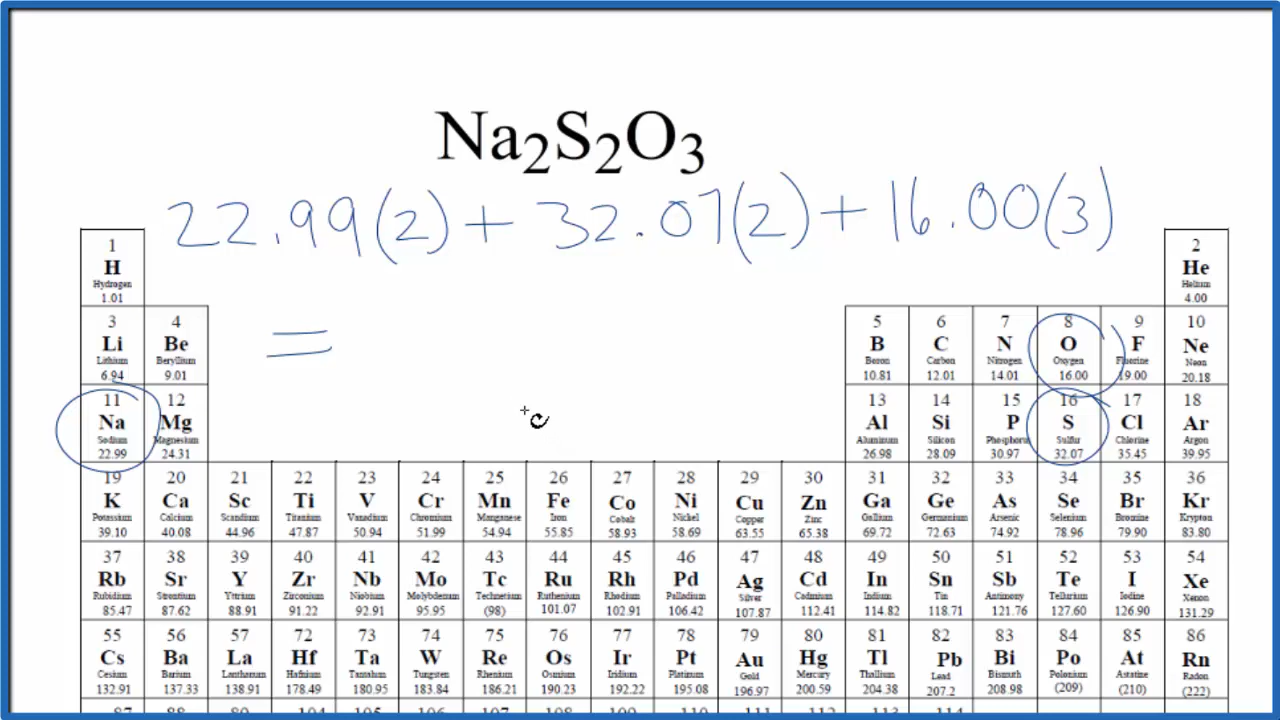 Na2S2O3
22.99(2) + 32.07(2) + 16.00(3)
=
1 2
H He
Hydrogen Helium
1.01 4.00
3 4 5 6 7 8 9 10
Li Be B C N O F Ne
Lithium Beryllium Boron Carbon Nitrogen Oxygen Fluorine Neon
6.94 9.01 10.81 12.01 14.01 16.00 19.00 20.18
11 12 13 14 15 16 17 18
Na Mg Al Si P S Cl Ar
Sodium Magnesium Aluminum Silicon Phosphoru Sulfur Chlorine Argon
22.99 24.31 26.98 28.09 30.97 32.07 35.45 39.95
19 20 21 22 23 24 25 26 27 28 29 30 31 32 33 34 35 36
K Ca Sc Ti V Cr Mn Fe Co Ni Cu Zn Ga Ge As Se Br Kr
Potassium Calcium Scandium Titanium Vanadium Chromium Manganese Iron Cobalt Nickel Copper Zinc Gallium Germanium Arsenic Selenium Bromine Krypton
39.10 40.08 44.96 47.87 50.94 51.99 54.94 55.85 58.93 58.69 63.55 65.38 69.72 72.63 74.92 78.96 79.90 83.80
37 38 39 40 41 42 43 44 45 46 47 48 49 50 51 52 53 54
Rb Sr Y Zr Nb Mo Tc Ru Rh Pd Ag Cd In Sn Sb Te I Xe
Rubidium Strontium Yttrium Zirconium Niobium Molybdenum Technetium Ruthenium Rhodium Palladium Silver Cadmium Indium Tin Antimony Tellurium Iodine Xenon
85.47 87.62 88.91 91.22 92.91 95.95 (98) 101.07 102.91 106.42 107.87 112.41 114.82 118.71 121.76 127.60 126.90 131.29
55 56 57 72 73 74 75 76 77 78 79 80 81 82 83 84 85 86
Cs Ba La Hf Ta W Re Os Ir Pt Au Hg Tl Pb Bi Po At Rn
Cesium Barium Lanthanum Hafnium Tantalum Tungsten Rhenium Osmium Iridium Platinum Gold Mercury Thallium Lead Bismuth Polonium Astatine Radon
132.91 137.33 138.91 178.49 180.95 183.84 186.21 190.23 192.22 195.08 196.97 200.59 204.38 207.2 208.98 (209) (210) (222)
87 88 89 104 105 106 107 108 109 110 111 112 113 114